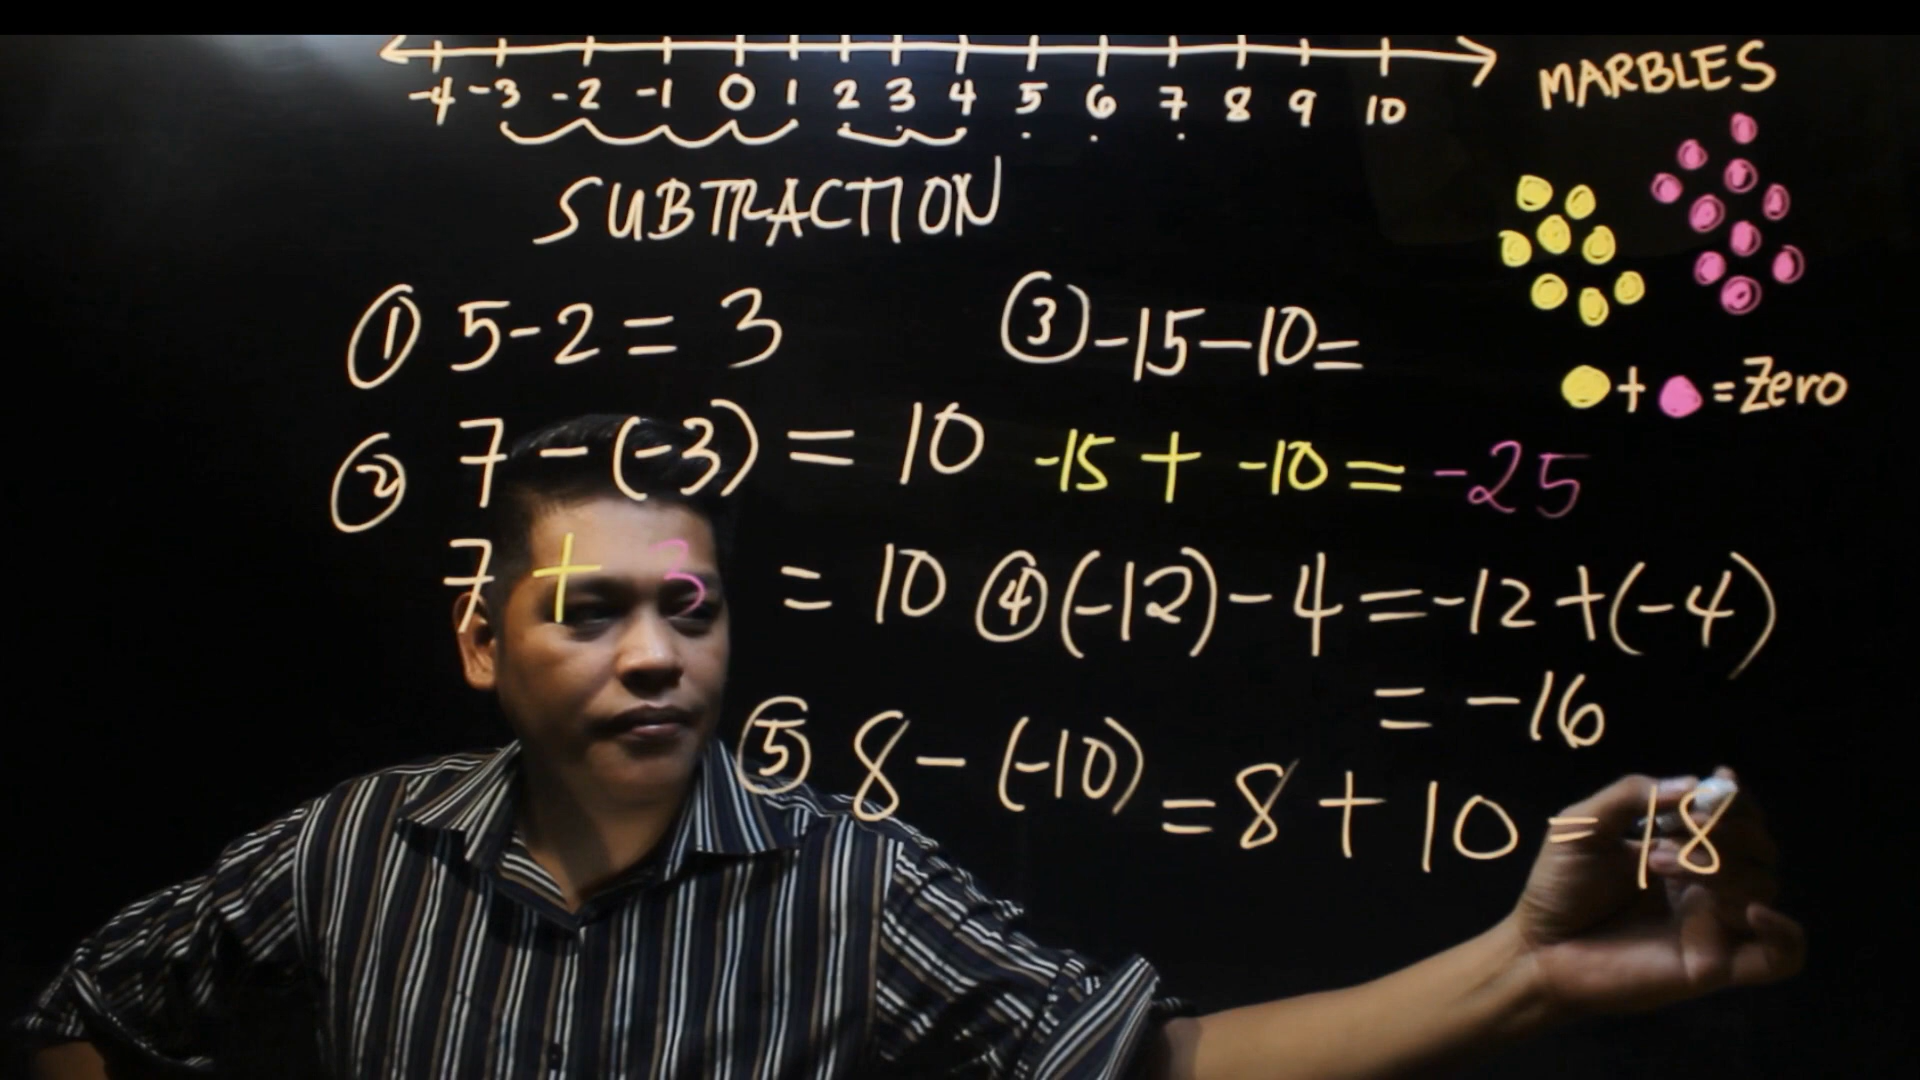 -4 -3 -2 -1 0 1 2 3 4 5 6 7 8 9 10
MARBLES
SUBTRACTION
① 5-2=3
② 7-(-3)=10
7+3=10
③ -15-10=
-15+-10=-25
④ (-12)-4=-12+(-4)
=-16
⑤ 8-(-10)=8+10=18
+ =Zero